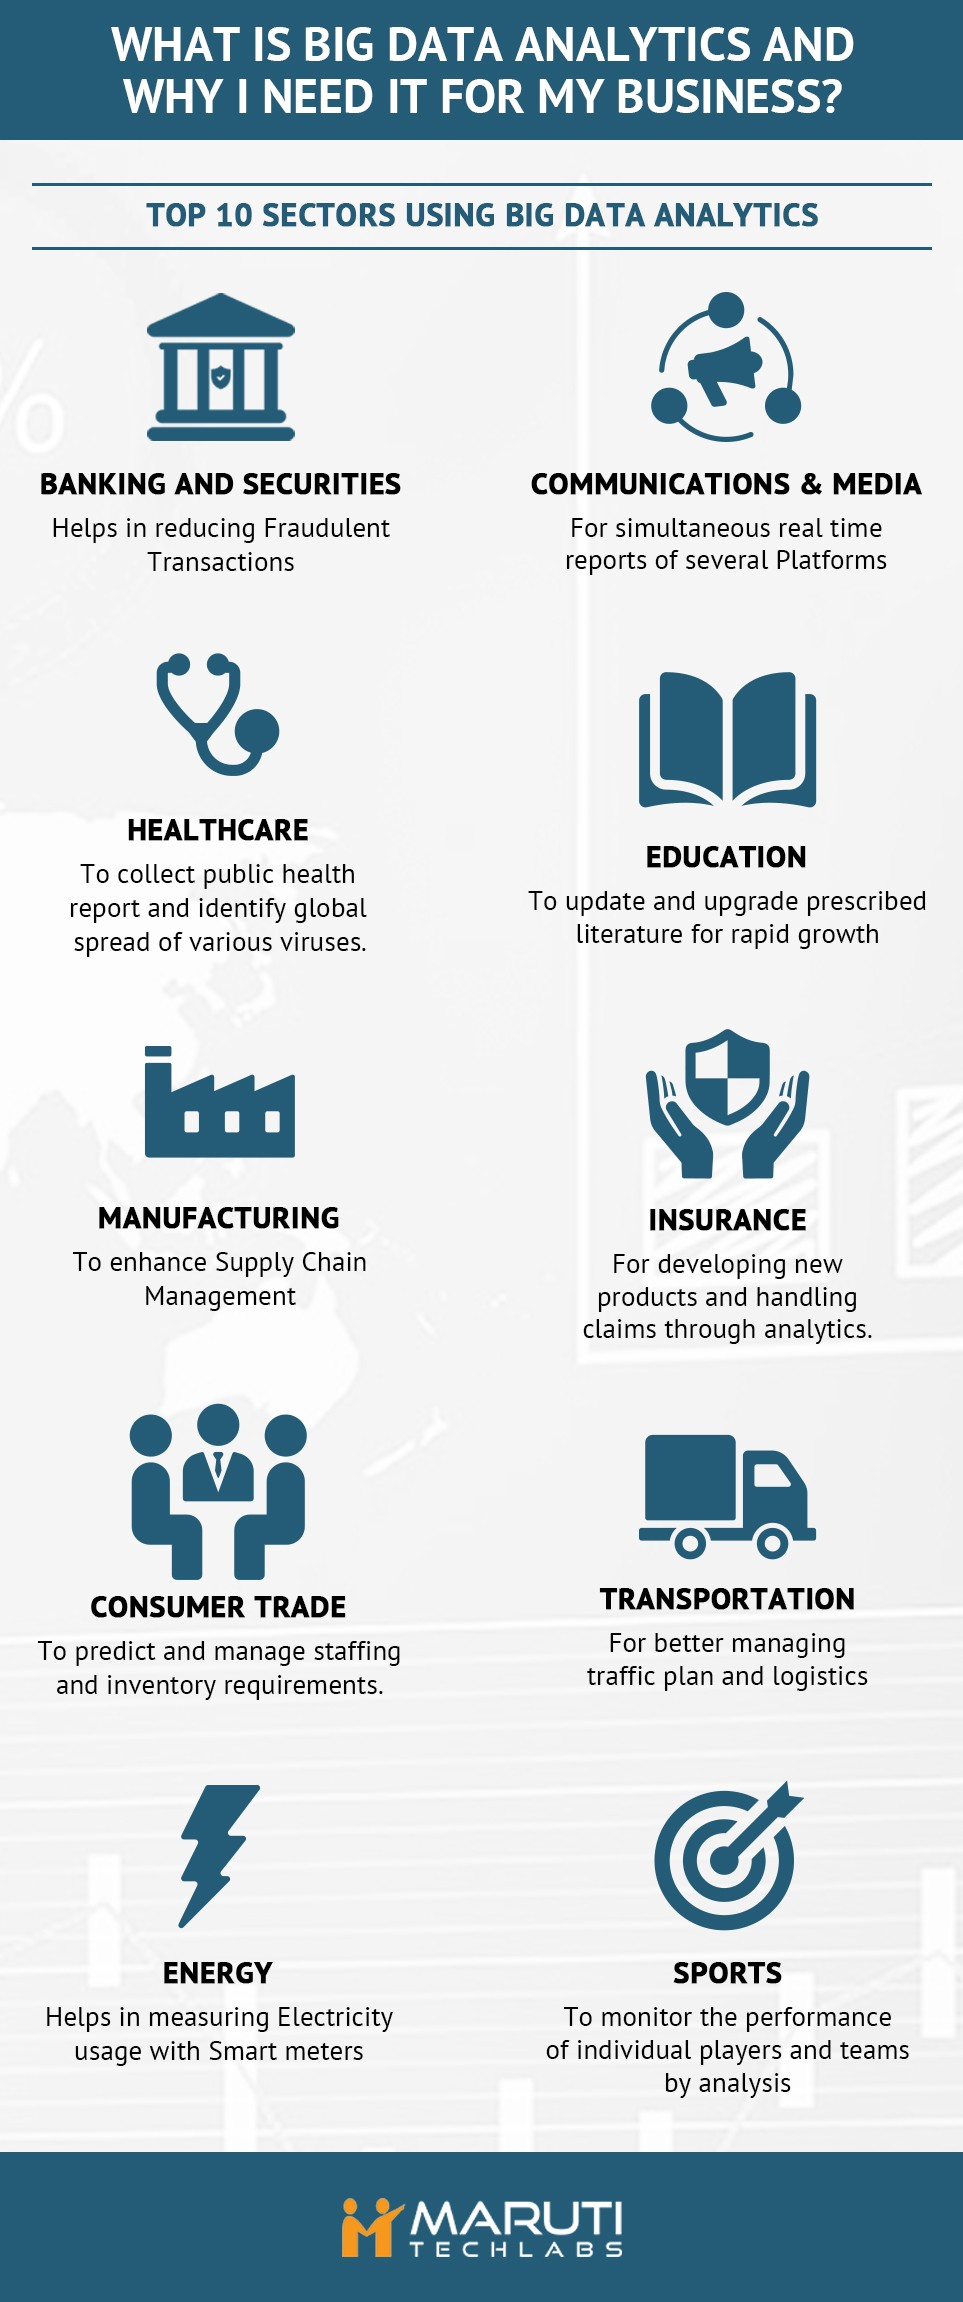 WHAT IS BIG DATA ANALYTICS AND
WHY I NEED IT FOR MY BUSINESS?
TOP 10 SECTORS USING BIG DATA ANALYTICS
BANKING AND SECURITIES
Helps in reducing Fraudulent
Transactions
COMMUNICATIONS & MEDIA
For simultaneous real time
reports of several Platforms
HEALTHCARE
To collect public health
report and identify global
spread of various viruses.
EDUCATION
To update and upgrade prescribed
literature for rapid growth
MANUFACTURING
To enhance Supply Chain
Management
INSURANCE
For developing new
products and handling
claims through analytics.
CONSUMER TRADE
To predict and manage staffing
and inventory requirements.
TRANSPORTATION
For better managing
traffic plan and logistics
ENERGY
Helps in measuring Electricity
usage with Smart meters
SPORTS
To monitor the performance
of individual players and teams
by analysis
MARUTI
TECHLABS
%